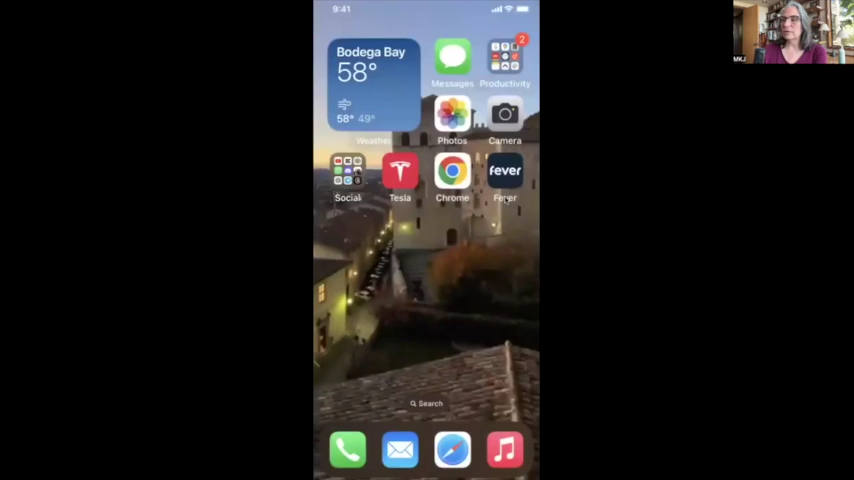 9:41
Bodega Bay
58°
58° 49°
Weather
Messages
2
Productivity
Photos
Camera
Social
Tesla
Chrome
fever
Fever
Search
MKJ